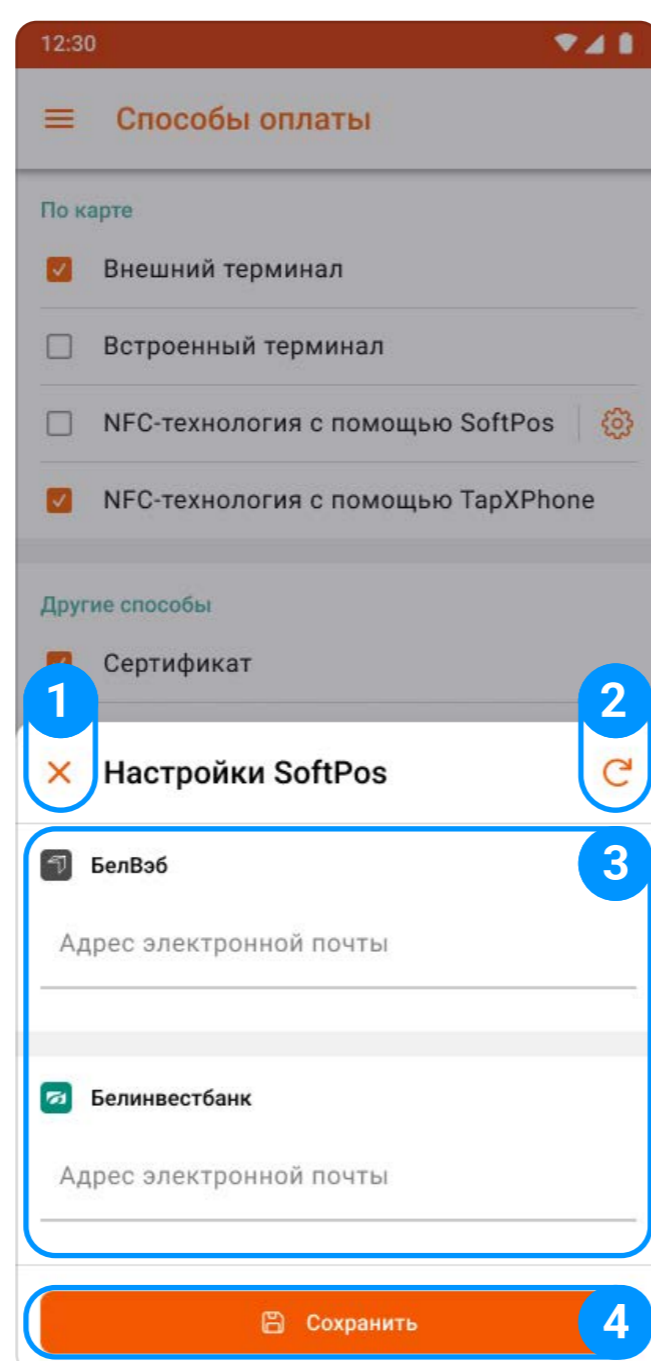 12:30
Способы оплаты
По карте
Внешний терминал
Встроенный терминал
NFC-технология с помощью SoftPos
NFC-технология с помощью TapXPhone
Другие способы
Сертификат
1
2
Настройки SoftPos
3
БелВэб
Адрес электронной почты
Белинвестбанк
Адрес электронной почты
Сохранить
4